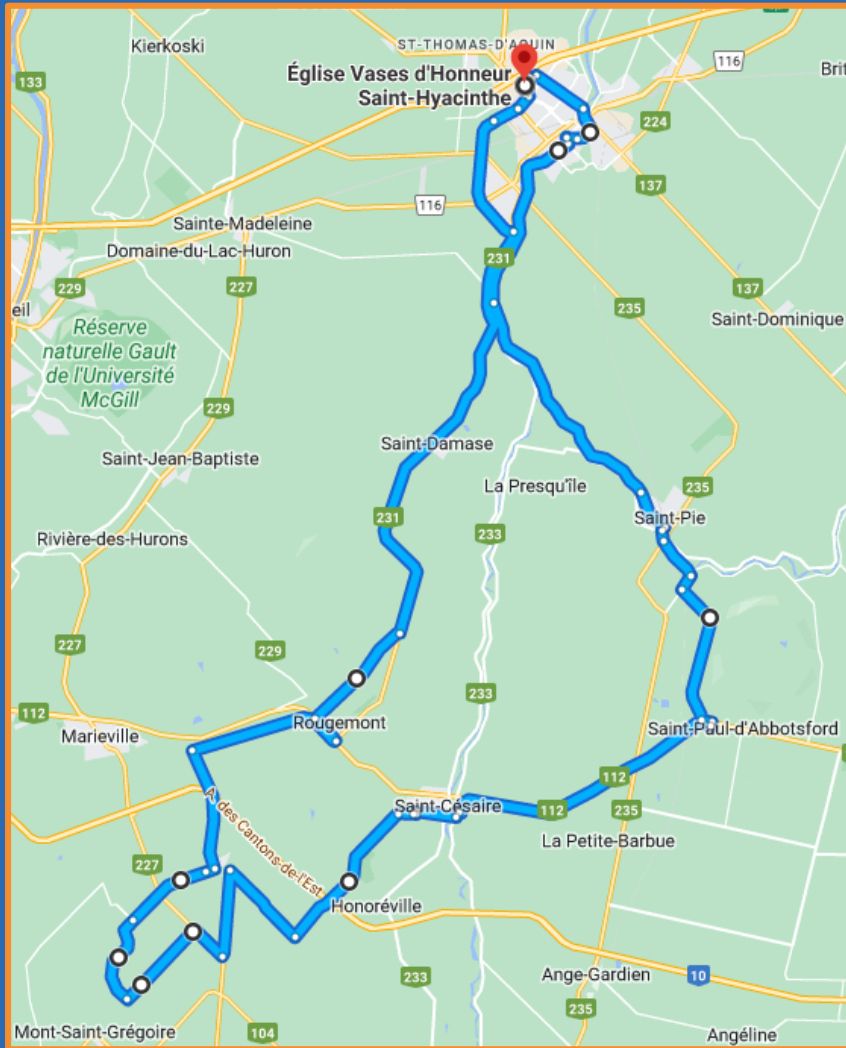 Kierkoski
ST-THOMAS-D'AQUIN
133
116
Brit
Église Vases d'Honneur
Saint-Hyacinthe
224
137
116
Sainte-Madeleine
Domaine-du-Lac-Huron
231
229
227
137
eil
235
Saint-Dominique
Réserve
naturelle Gault
de l'Université
McGill
229
Saint-Damase
Saint-Jean-Baptiste
La Presqu'île
235
231
Saint-Pie
233
Rivière-des-Hurons
227
229
233
112
Rougemont
Saint-Paul-d'Abbotsford
Marieville
112
A. des Cantons-de-l'Est
Saint-Césaire
112
235
La Petite-Barbue
227
Honoréville
233
Ange-Gardien
10
235
Mont-Saint-Grégoire
104
Angéline